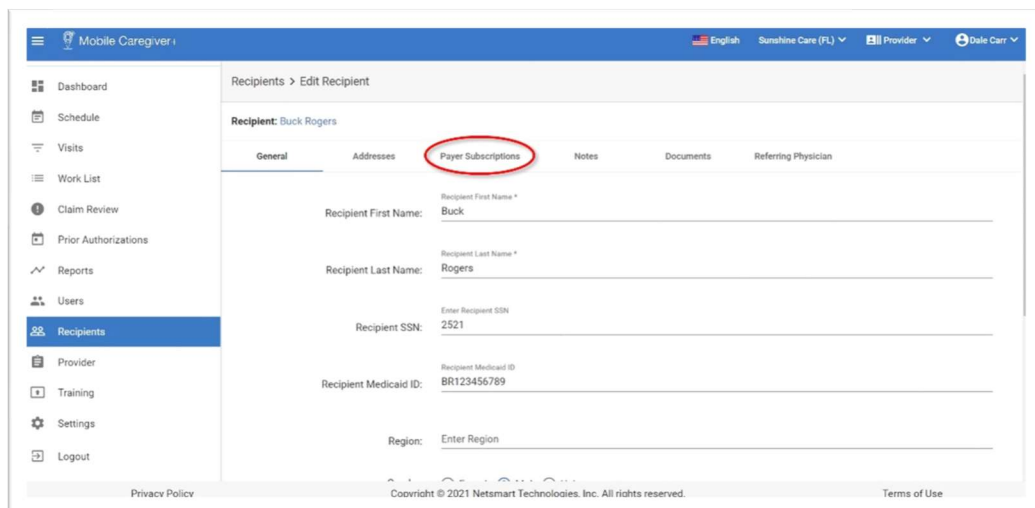 Mobile Caregiver+
English Sunshine Care (FL) Provider Dale Carr
Dashboard
Schedule
Visits
Work List
Claim Review
Prior Authorizations
Reports
Users
Recipients
Provider
Training
Settings
Logout
Recipients > Edit Recipient
Recipient: Buck Rogers
General Addresses Payer Subscriptions Notes Documents Referring Physician
Recipient First Name *
Recipient First Name: Buck
Recipient Last Name *
Recipient Last Name: Rogers
Enter Recipient SSN
Recipient SSN: 2521
Recipient Medicaid ID
Recipient Medicaid ID: BR123456789
Region: Enter Region
Privacy Policy Copyright © 2021 Netsmart Technologies, Inc. All rights reserved. Terms of Use